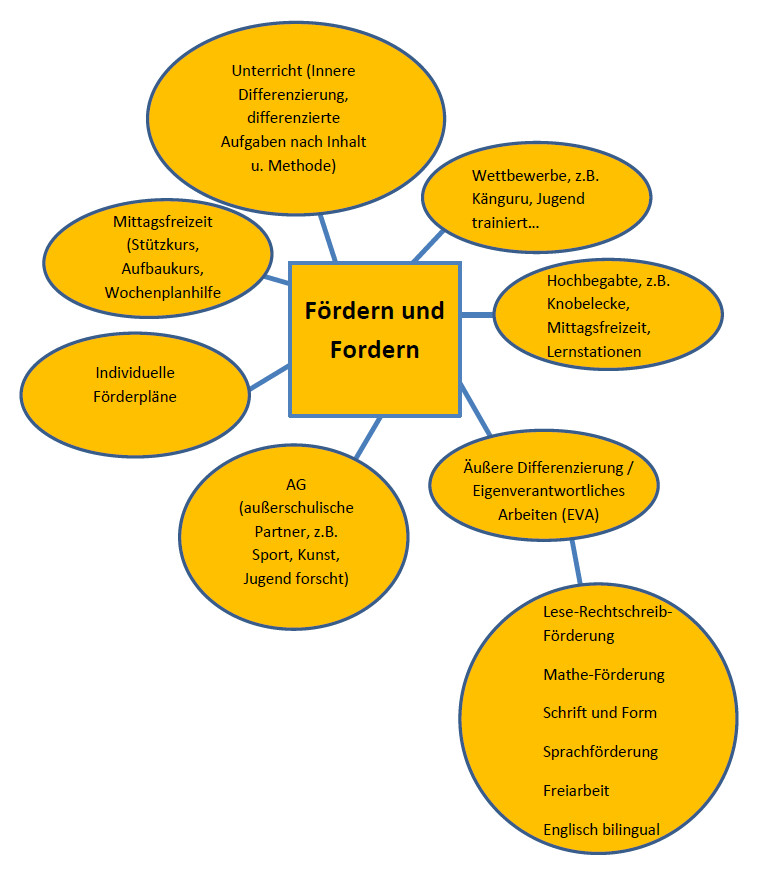 Unterricht (Innere
Differenzierung,
differenzierte
Aufgaben nach Inhalt
u. Methode)
Wettbewerbe, z.B.
Känguru, Jugend
trainiert…
Mittagsfreizeit
(Stützkurs,
Aufbaukurs,
Wochenplanhilfe
Fördern und
Fordern
Hochbegabte, z.B.
Knobelecke,
Mittagsfreizeit,
Lernstationen
Individuelle
Förderpläne
Äußere Differenzierung /
Eigenverantwortliches
Arbeiten (EVA)
AG
(außerschulische
Partner, z.B.
Sport, Kunst,
Jugend forscht)
Lese-Rechtschreib-
Förderung
Mathe-Förderung
Schrift und Form
Sprachförderung
Freiarbeit
Englisch bilingual